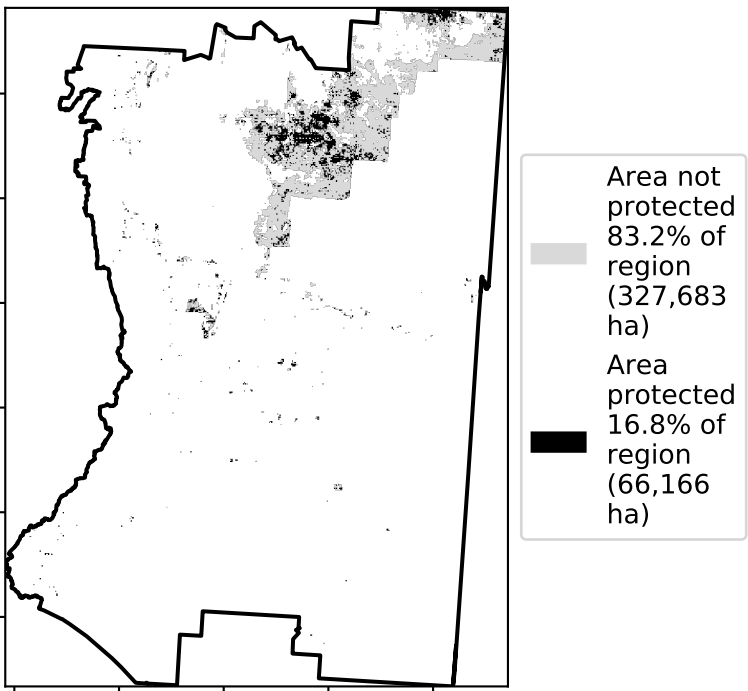 Area not
protected
83.2% of
region
(327,683
ha)
Area
protected
16.8% of
region
(66,166
ha)